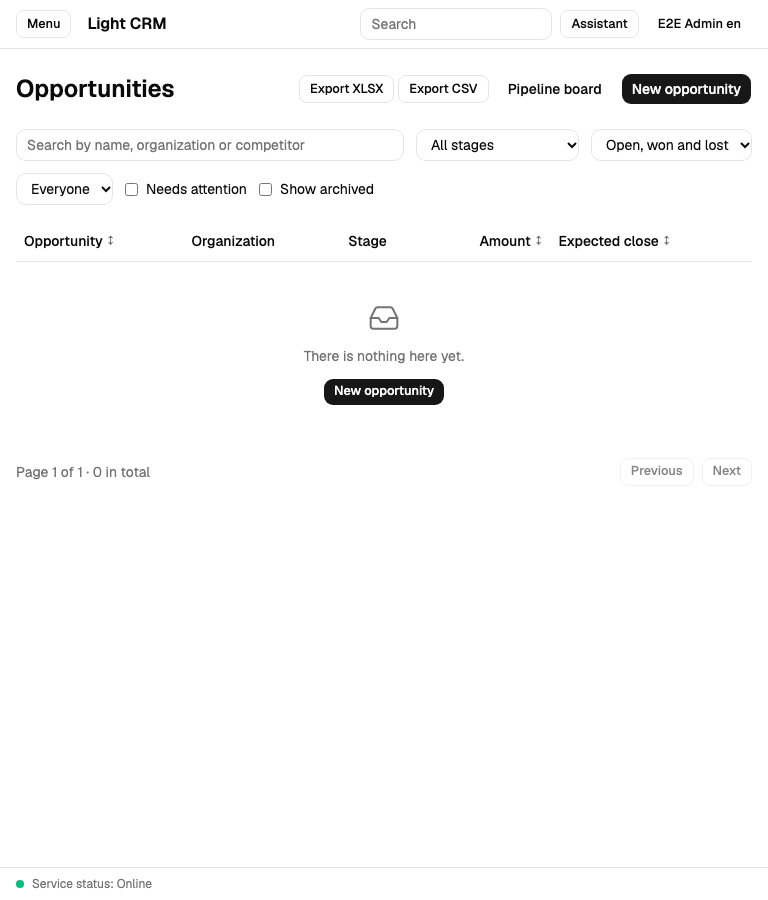 Menu Light CRM Search Assistant E2E Admin en
Opportunities Export XLSX Export CSV Pipeline board New opportunity
Search by name, organization or competitor All stages Open, won and lost
Everyone Needs attention Show archived
Opportunity ↕ Organization Stage Amount ↕ Expected close ↕
There is nothing here yet.
New opportunity
Page 1 of 1 · 0 in total Previous Next
Service status: Online